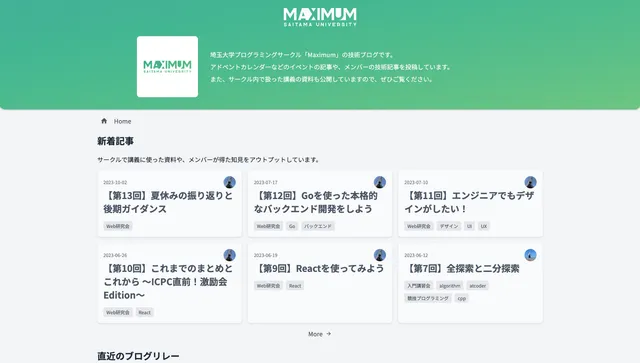 MAXIMUM
SAITAMA UNIVERSITY
MAXIMUM
SAITAMA UNIVERSITY
埼玉大学プログラミングサークル「Maximum」の技術ブログです。
アドベントカレンダーなどのイベントの記事や、メンバーの技術記事を投稿しています。
また、サークル内で扱った講義の資料も公開していますので、ぜひご覧ください。
Home
新着記事
サークルで講義に使った資料や、メンバーが得た知見をアウトプットしています。
2023-10-02
【第13回】夏休みの振り返りと
後期ガイダンス
Web研究会
2023-07-17
【第12回】Goを使った本格的
なバックエンド開発をしよう
Web研究会 Go バックエンド
2023-07-10
【第11回】エンジニアでもデザ
インがしたい！
Web研究会 デザイン UI UX
2023-06-26
【第10回】これまでのまとめと
これから 〜ICPC直前！激励会
Edition〜
Web研究会 React
2023-06-19
【第9回】Reactを使ってみよう
Web研究会 React
2023-06-12
【第7回】全探索と二分探索
入門講習会 algorithm atcoder
競技プログラミング cpp
More →
直近のブログリレー